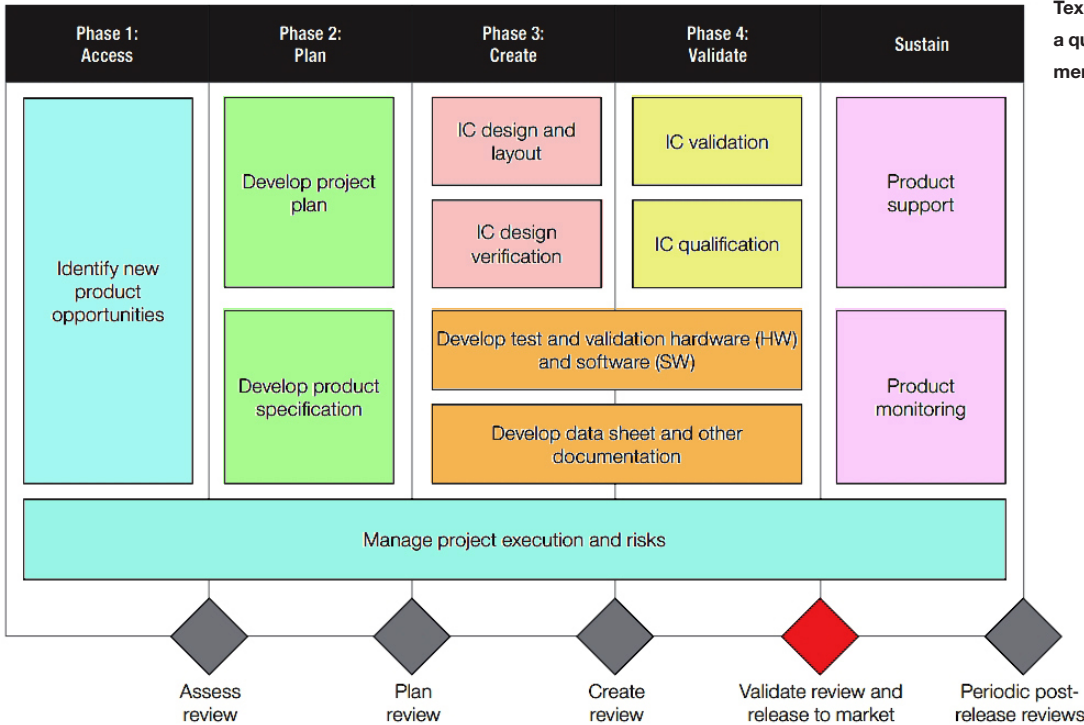 Phase 1:
Access
Phase 2:
Plan
Phase 3:
Create
Phase 4:
Validate
Sustain
Identify new
product
opportunities
Develop project
plan
Develop product
specification
IC design and
layout
IC design
verification
IC validation
IC qualification
Develop test and validation hardware (HW)
and software (SW)
Develop data sheet and other
documentation
Product
support
Product
monitoring
Manage project execution and risks
Assess
review
Plan
review
Create
review
Validate review and
release to market
Periodic post-
release reviews
Tex
a qu
mer